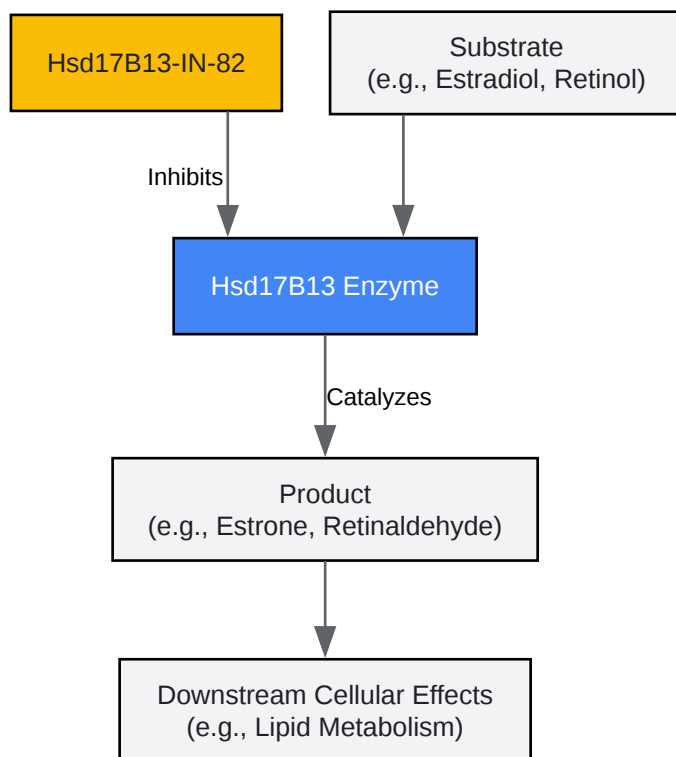 Hsd17B13-IN-82
Substrate
(e.g., Estradiol, Retinol)
Inhibits
Hsd17B13 Enzyme
Catalyzes
Product
(e.g., Estrone, Retinaldehyde)
Downstream Cellular Effects
(e.g., Lipid Metabolism)